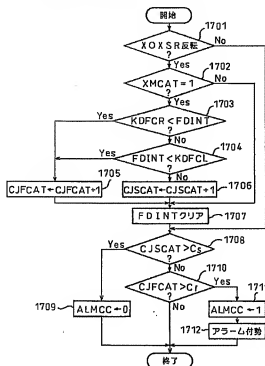 開始
1701
XOXSR反転
?
No
Yes
1702
XMCAT=1
?
No
Yes
1703
Yes
KDFCR<FDINT
?
No
1704
Yes
FDINT<KDFCL
?
No
1705
CJFCAT←CJFCAT+1
CJSCAT←CJSCAT+1
1706
FDINTクリア
1707
1708
Yes
CJSCAT>Cs
?
No
1710
CJFCAT>Cf
?
Yes
No
1709
ALMCC←0
ALMCC←1
1712
アラーム付勢
終了